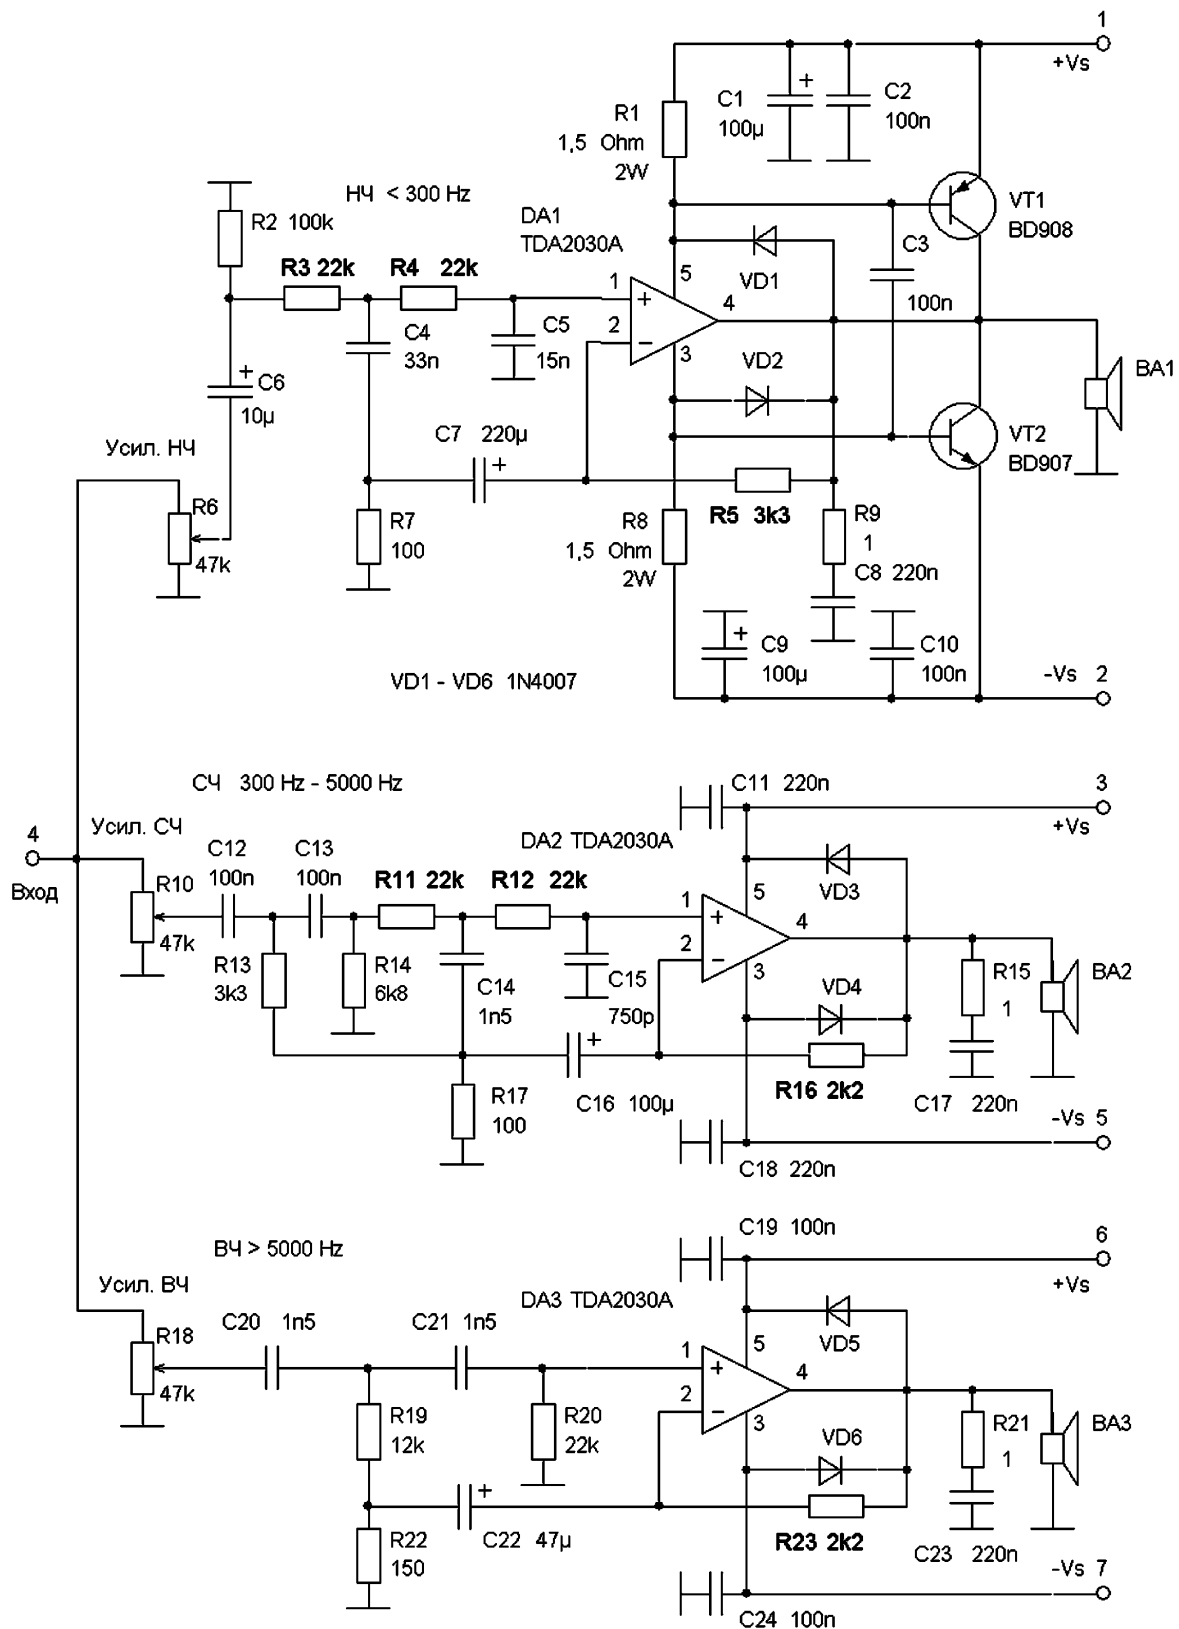 1
+Vs
C1
100µ
C2
100n
R1
1,5 Ohm
2W
НЧ < 300 Hz
R2 100k
DA1
TDA2030A
VT1
BD908
C3
100n
R3 22k
R4 22k
VD1
1
+
5
4
2
−
3
C4
33n
C5
15n
VD2
BA1
+
C6
10µ
C7 220µ
+
VT2
BD907
Усил. НЧ
R6
47k
R7
100
R5 3k3
R8
1,5 Ohm
2W
R9
1
C8 220n
+
C9
100µ
C10
100n
-Vs 2
VD1 - VD6 1N4007
СЧ 300 Hz - 5000 Hz
C11 220n
3
+Vs
4
Вход
Усил. СЧ
DA2 TDA2030A
C12
100n
C13
100n
R10
47k
R11 22k
R12 22k
VD3
1
+
5
4
2
−
3
R13
3k3
R14
6k8
C14
1n5
C15
750p
VD4
R15
1
BA2
+
C16 100µ
R16 2k2
R17
100
C17 220n
-Vs 5
C18 220n
C19 100n
6
+Vs
ВЧ > 5000 Hz
Усил. ВЧ
DA3 TDA2030A
C20 1n5
C21 1n5
R18
47k
VD5
1
+
5
4
2
−
3
R19
12k
R20
22k
VD6
R21
1
BA3
+
C22 47µ
R23 2k2
R22
150
C23 220n
-Vs 7
C24 100n
+